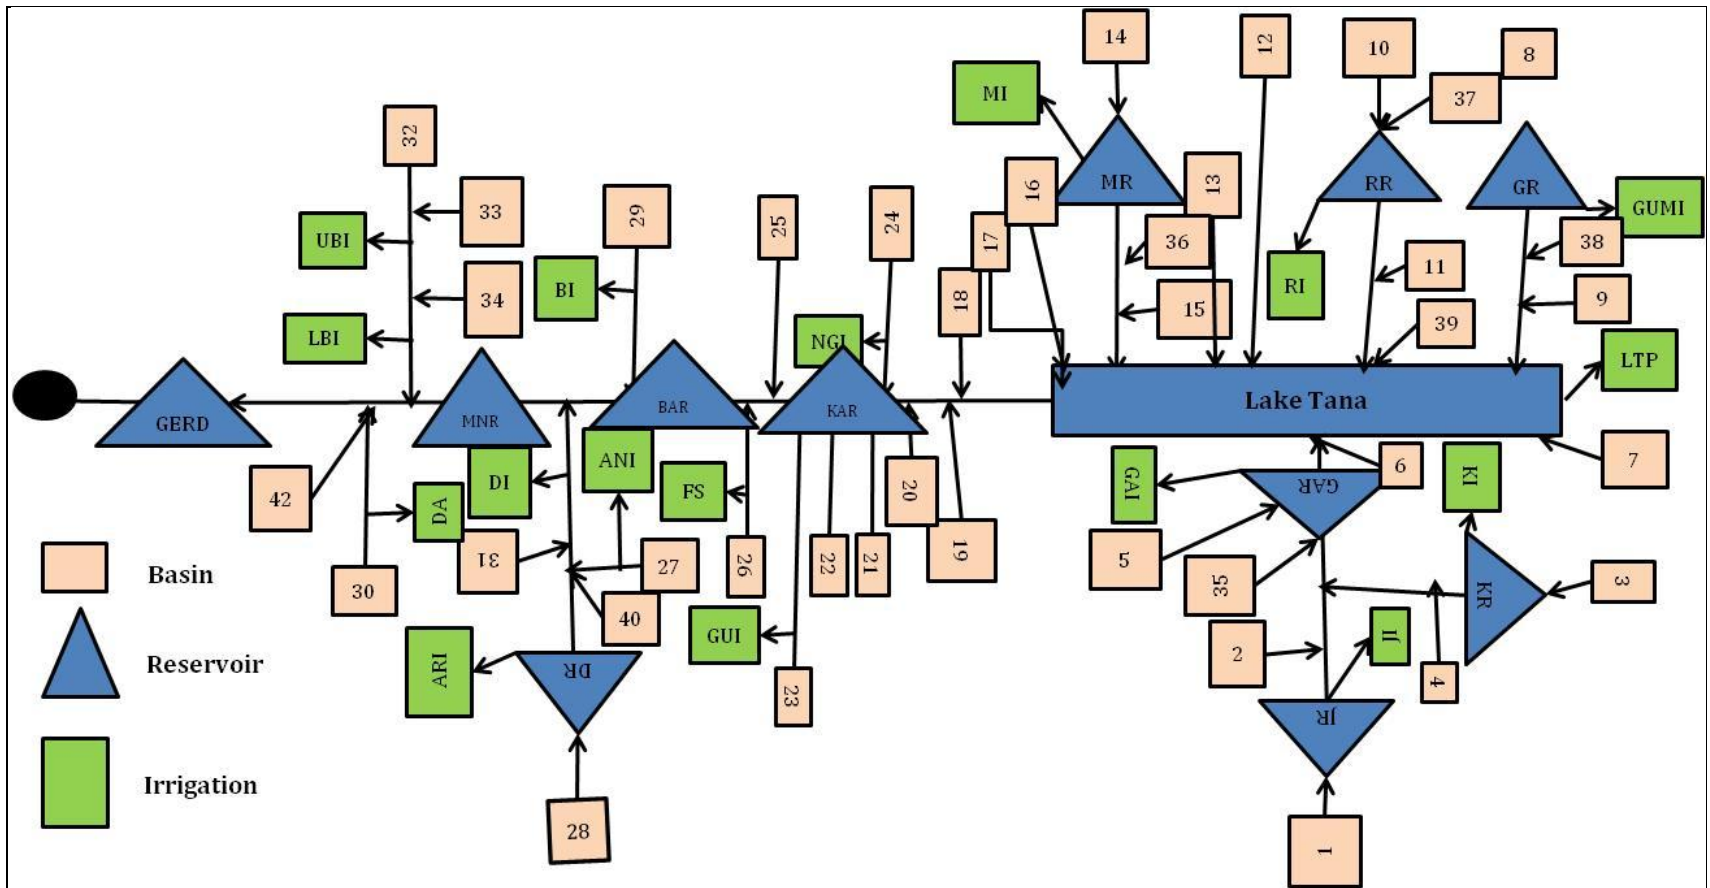 14
12
10
8
MI
37
32
16
MR
13
RR
GR
GUMI
33
29
25
24
17
36
38
UBI
11
BI
18
RI
9
34
15
39
LBI
NGI
LTP
GERD
MNR
BAR
KAR
Lake Tana
ANI
6
7
42
DI
FS
20
GAI
GAR
KI
DA
31
19
5
Basin
30
27
26
22
21
35
KR
3
40
Reservoir
ARI
DR
GUI
23
2
JI
4
JR
Irrigation
28
1